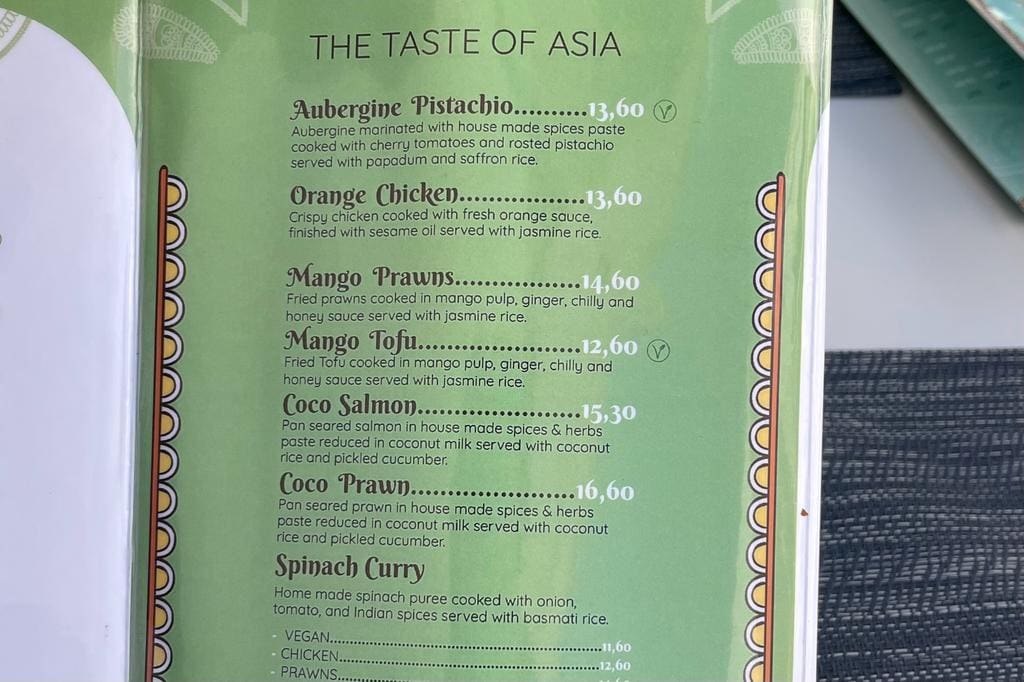 THE TASTE OF ASIA
Aubergine Pistachio..........13,60 V
Aubergine marinated with house made spices paste
cooked with cherry tomatoes and rosted pistachio
served with papadum and saffron rice.
Orange Chicken..................13,60
Crispy chicken cooked with fresh orange sauce,
finished with sesame oil served with jasmine rice.
Mango Prawns..................14,60
Fried prawns cooked in mango pulp, ginger, chilly and
honey sauce served with jasmine rice.
Mango Tofu.......................12,60 V
Fried Tofu cooked in mango pulp, ginger, chilly and
honey sauce served with jasmine rice.
Coco Salmon.......................15,30
Pan seared salmon in house made spices & herbs
paste reduced in coconut milk served with coconut
rice and pickled cucumber.
Coco Prawn.......................16,60
Pan seared prawn in house made spices & herbs
paste reduced in coconut milk served with coconut
rice and pickled cucumber.
Spinach Curry
Home made spinach puree cooked with onion,
tomato, and Indian spices served with basmati rice.
- VEGAN......................................................11,60
- CHICKEN....................................................12,60
- PRAWNS....................................................